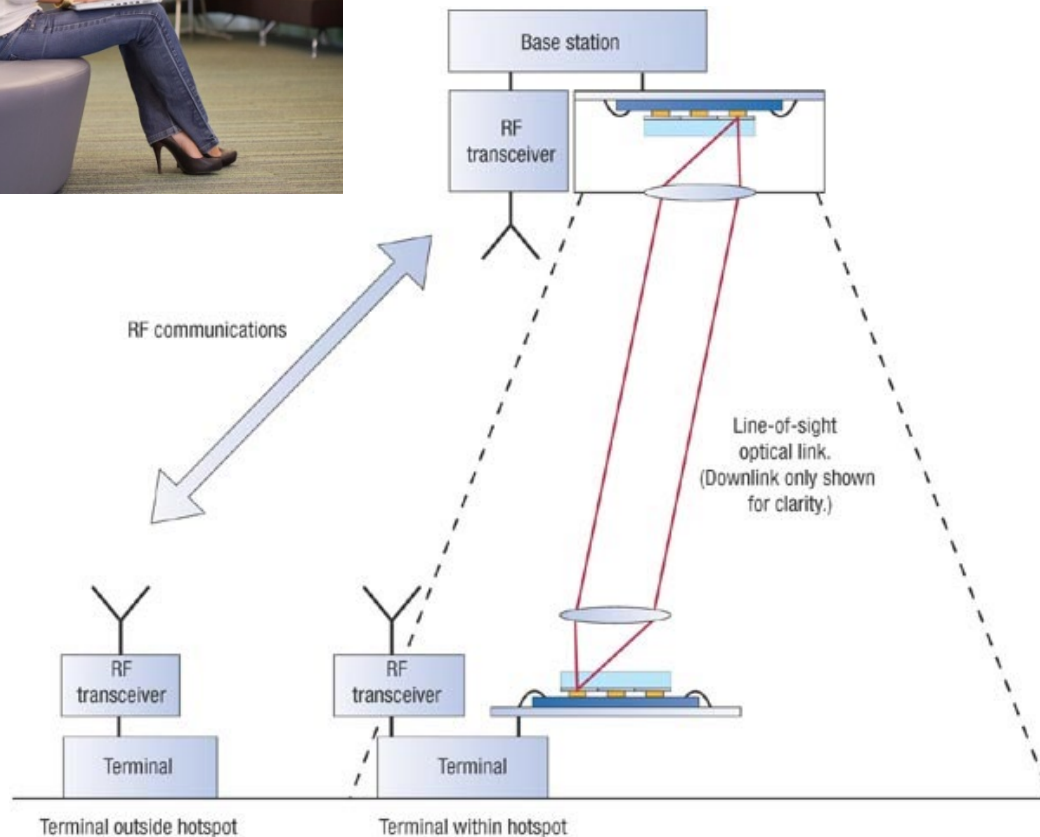 Base station
RF
transceiver
RF communications
Line-of-sight
optical link.
(Downlink only shown
for clarity.)
RF
transceiver
RF
transceiver
Terminal
Terminal
Terminal outside hotspot
Terminal within hotspot